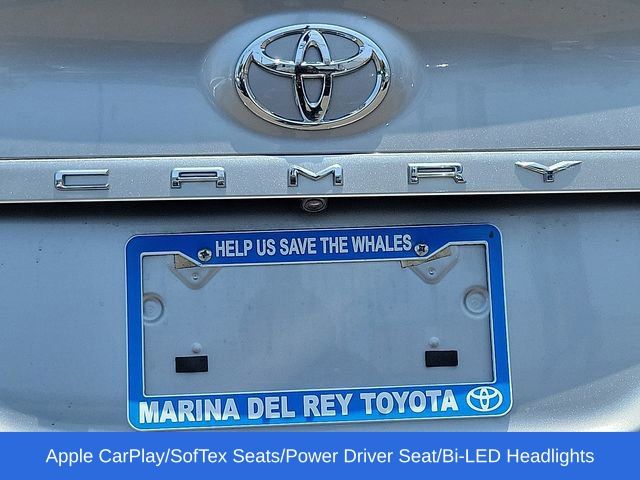 CAMRY
HELP US SAVE THE WHALES
MARINA DEL REY TOYOTA
Apple CarPlay/SofTex Seats/Power Driver Seat/Bi-LED Headlights